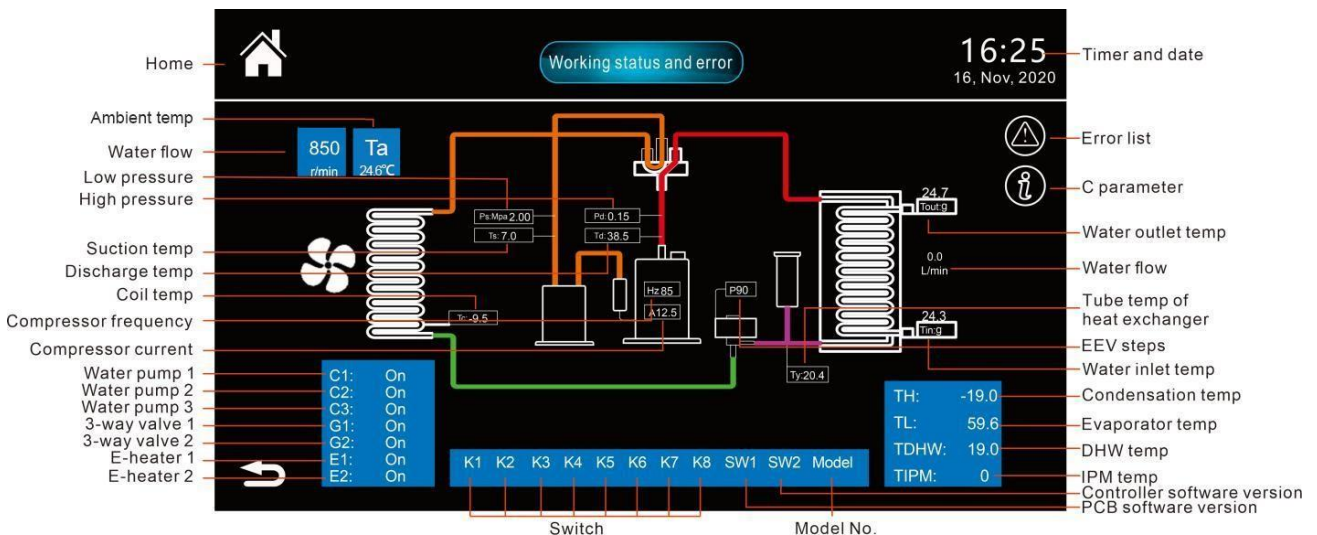 Home
Working status and error
16:25
16, Nov, 2020
Timer and date
Ambient temp
Water flow
Low pressure
High pressure
Suction temp
Discharge temp
Coil temp
Compressor frequency
Compressor current
Water pump 1
Water pump 2
Water pump 3
3-way valve 1
3-way valve 2
E-heater 1
E-heater 2
850
r/min
Ta
24.6℃
Ps:Mpa 2.00
Ts: 7.0
Pd: 0.15
Td: 38.5
Tc: -9.5
Hz 85
A12.5
P90
Ty:20.4
24.7
Tout:g
0.0
L/min
24.3
Tin:g
C1: On
C2: On
C3: On
G1: On
G2: On
E1: On
E2: On
K1 K2 K3 K4 K5 K6 K7 K8 SW1 SW2 Model
TH: -19.0
TL: 59.6
TDHW: 19.0
TIPM: 0
Error list
C parameter
Water outlet temp
Water flow
Tube temp of
heat exchanger
EEV steps
Water inlet temp
Condensation temp
Evaporator temp
DHW temp
IPM temp
Controller software version
PCB software version
Switch
Model No.